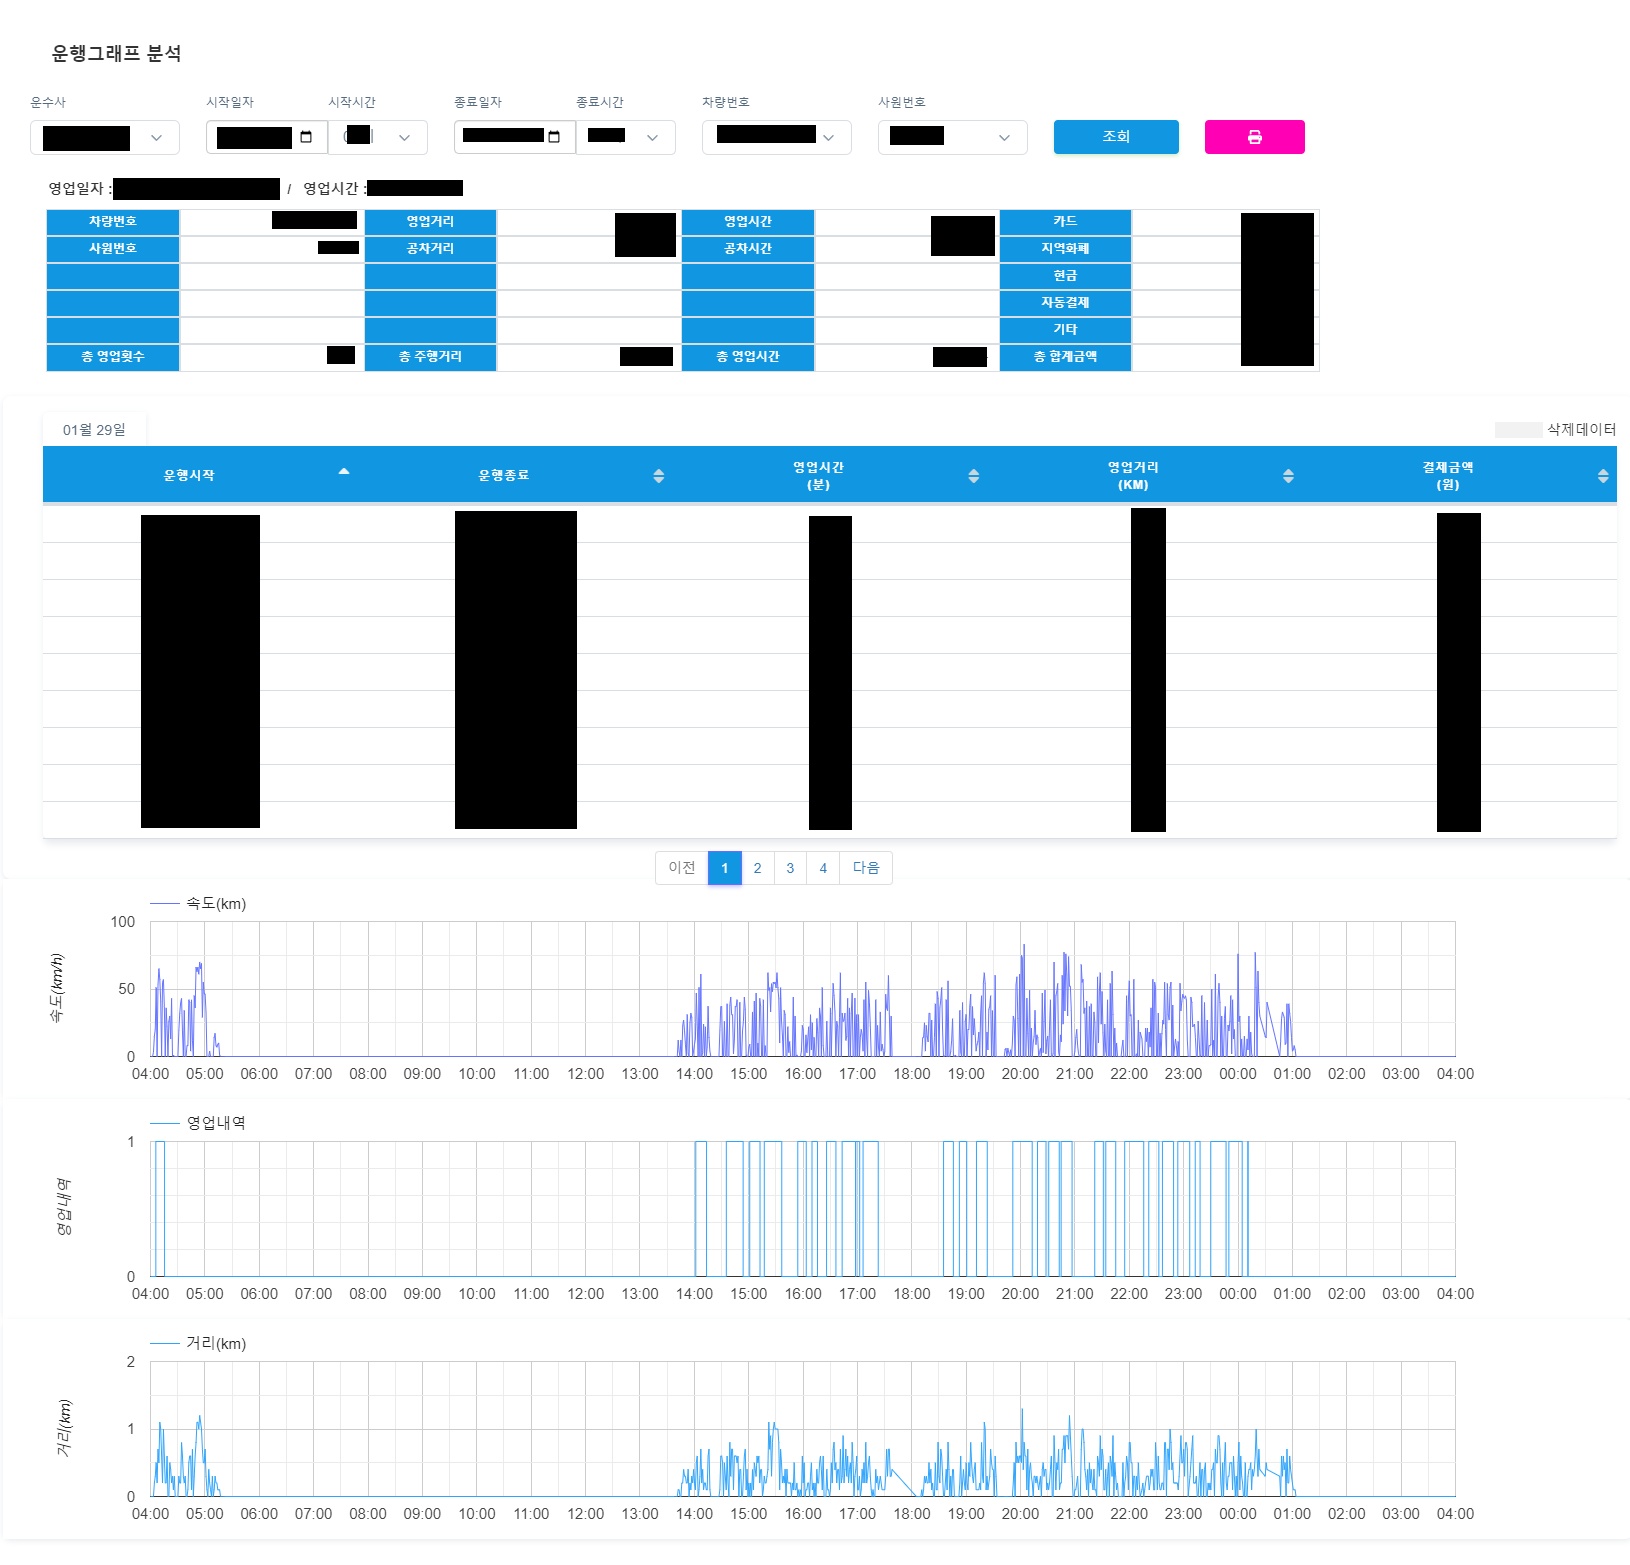 운행그래프 분석
운수사 시작일자 시작시간 종료일자 종료시간 차량번호 사원번호
조회
영업일자 : / 영업시간 :
차량번호 영업거리 영업시간 카드
사원번호 공차거리 공차시간 지역화폐
현금
자동결제
기타
총 영업횟수 총 주행거리 총 영업시간 총 합계금액
01월 29일 삭제데이터
운행시작 운행종료 영업시간 (분) 영업거리 (KM) 결제금액 (원)
이전 1 2 3 4 다음
속도(km)
속도(km/h)
100
50
0
04:00 05:00 06:00 07:00 08:00 09:00 10:00 11:00 12:00 13:00 14:00 15:00 16:00 17:00 18:00 19:00 20:00 21:00 22:00 23:00 00:00 01:00 02:00 03:00 04:00
영업내역
영업내역
1
0
04:00 05:00 06:00 07:00 08:00 09:00 10:00 11:00 12:00 13:00 14:00 15:00 16:00 17:00 18:00 19:00 20:00 21:00 22:00 23:00 00:00 01:00 02:00 03:00 04:00
거리(km)
거리(km)
2
1
0
04:00 05:00 06:00 07:00 08:00 09:00 10:00 11:00 12:00 13:00 14:00 15:00 16:00 17:00 18:00 19:00 20:00 21:00 22:00 23:00 00:00 01:00 02:00 03:00 04:00